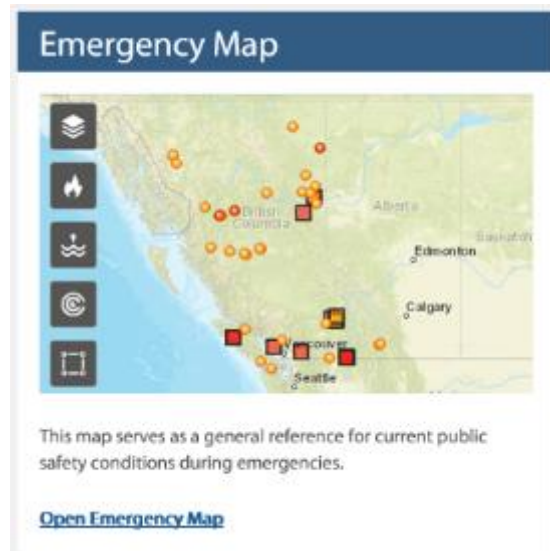 Emergency Map
British
Columbia
Alberta
Edmonton
Calgary
Seattle
This map serves as a general reference for current public
safety conditions during emergencies.
Open Emergency Map